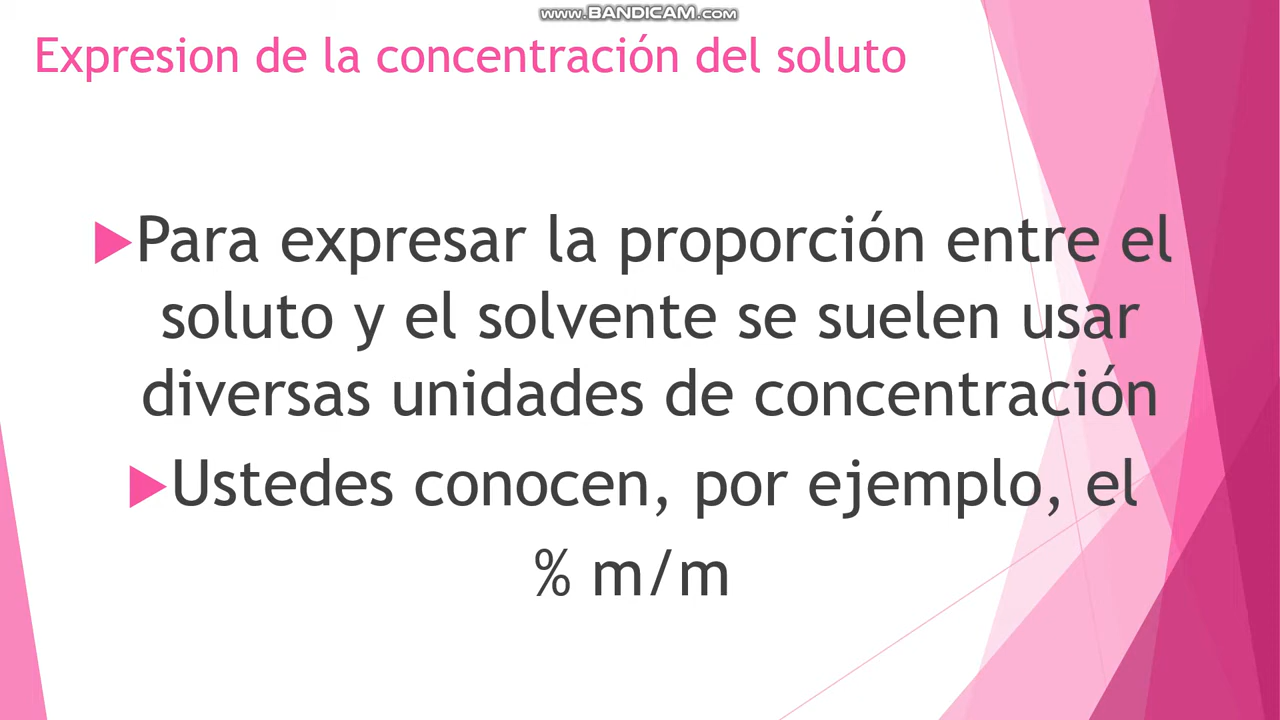 www.BANDICAM.com
Expresion de la concentración del soluto
Para expresar la proporción entre el
soluto y el solvente se suelen usar
diversas unidades de concentración
Ustedes conocen, por ejemplo, el
% m/m